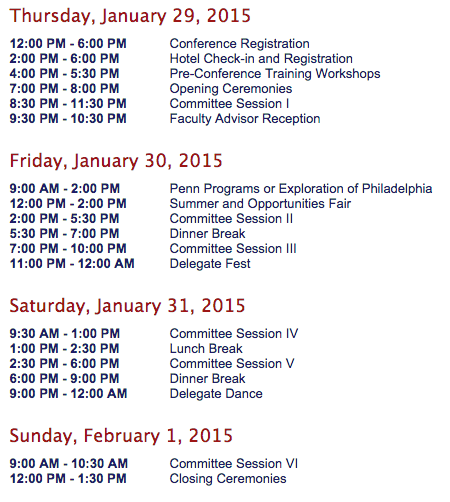 Thursday, January 29, 2015
12:00 PM - 6:00 PM Conference Registration
2:00 PM - 6:00 PM Hotel Check-in and Registration
4:00 PM - 5:30 PM Pre-Conference Training Workshops
7:00 PM - 8:00 PM Opening Ceremonies
8:30 PM - 11:30 PM Committee Session I
9:30 PM - 10:30 PM Faculty Advisor Reception
Friday, January 30, 2015
9:00 AM - 2:00 PM Penn Programs or Exploration of Philadelphia
12:00 PM - 2:00 PM Summer and Opportunities Fair
2:00 PM - 5:30 PM Committee Session II
5:30 PM - 7:00 PM Dinner Break
7:00 PM - 10:00 PM Committee Session III
11:00 PM - 12:00 AM Delegate Fest
Saturday, January 31, 2015
9:30 AM - 1:00 PM Committee Session IV
1:00 PM - 2:30 PM Lunch Break
2:30 PM - 6:00 PM Committee Session V
6:00 PM - 9:00 PM Dinner Break
9:00 PM - 12:00 AM Delegate Dance
Sunday, February 1, 2015
9:00 AM - 10:30 AM Committee Session VI
12:00 PM - 1:30 PM Closing Ceremonies